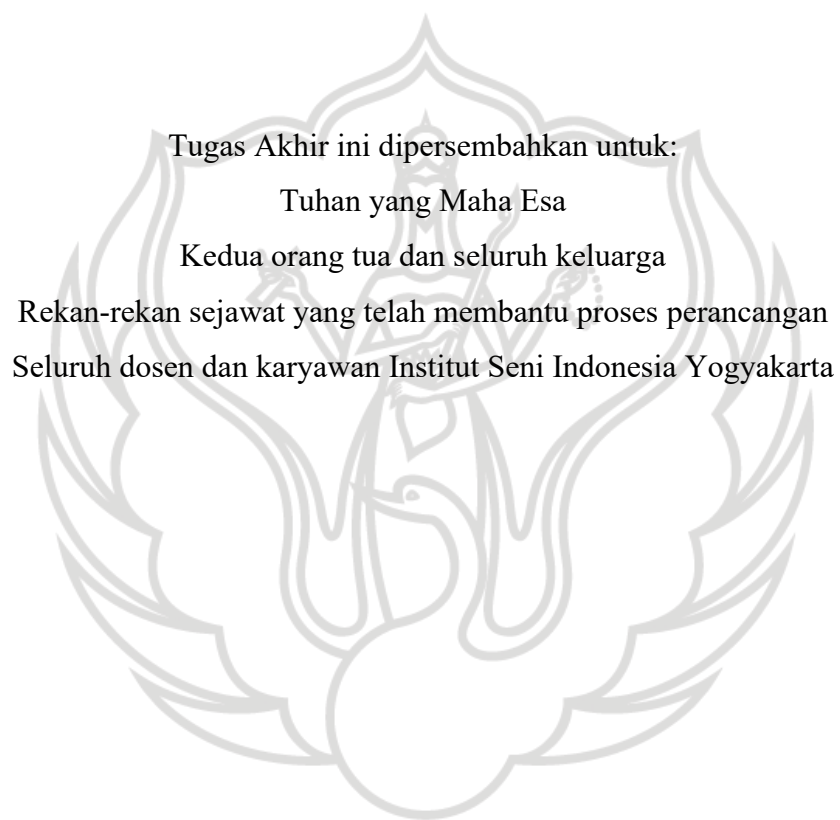 Tugas Akhir ini dipersembahkan untuk:
Tuhan yang Maha Esa
Kedua orang tua dan seluruh keluarga
Rekan-rekan sejawat yang telah membantu proses perancangan
Seluruh dosen dan karyawan Institut Seni Indonesia Yogyakarta